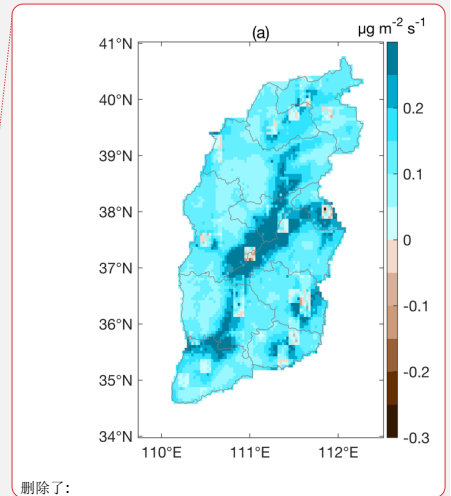 (a)
µg m⁻² s⁻¹
41°N
40°N
39°N
38°N
37°N
36°N
35°N
34°N
110°E 111°E 112°E
0.2
0.1
0
-0.1
-0.2
-0.3
删除了: